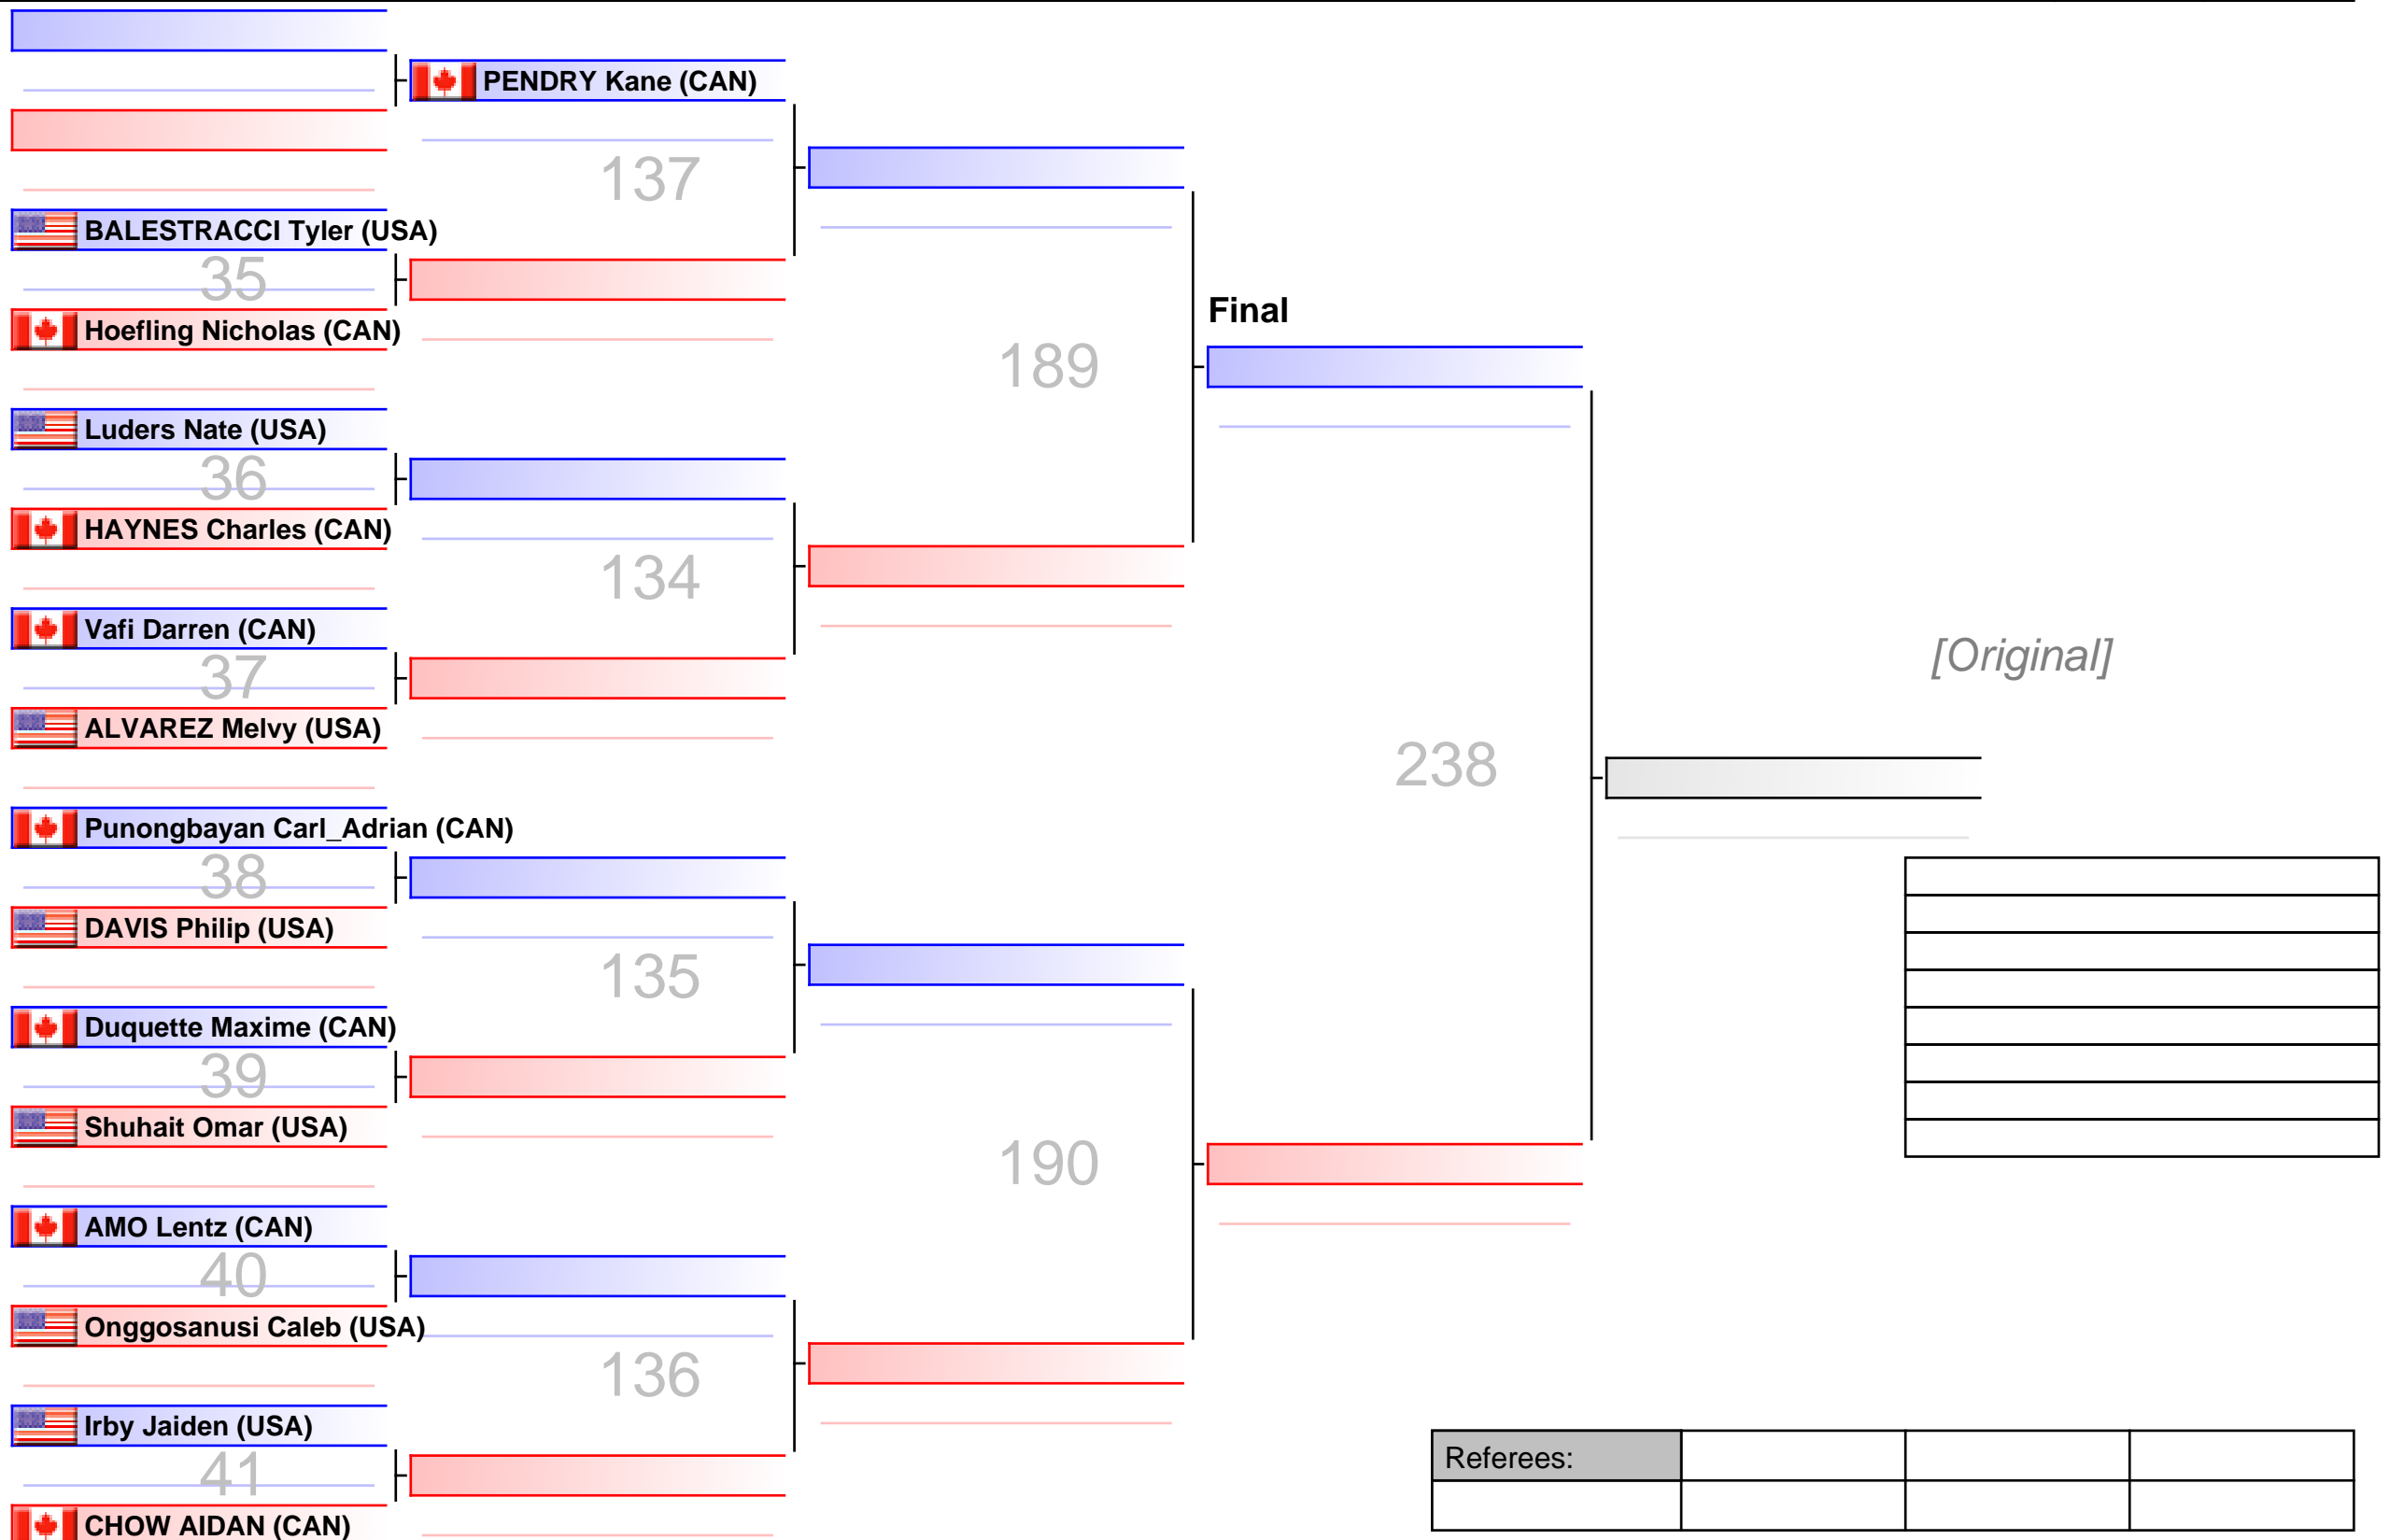 PENDRY Kane (CAN)
137
BALESTRACCI Tyler (USA)
35
Hoefling Nicholas (CAN)
Final
189
Luders Nate (USA)
36
HAYNES Charles (CAN)
134
Vafi Darren (CAN)
37
ALVAREZ Melvy (USA)
[Original]
238
Punongbayan Carl_Adrian (CAN)
38
DAVIS Philip (USA)
135
Duquette Maxime (CAN)
39
Shuhait Omar (USA)
190
AMO Lentz (CAN)
40
Onggosanusi Caleb (USA)
136
Irby Jaiden (USA)
41
CHOW AIDAN (CAN)
Referees: